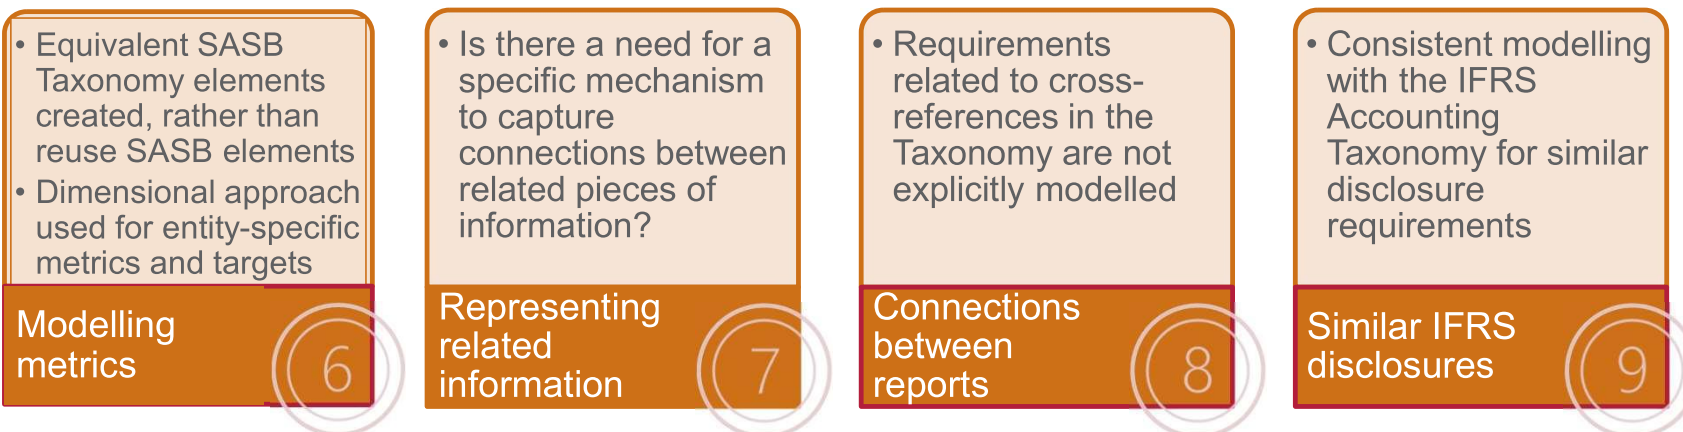 • Equivalent SASB
Taxonomy elements
created, rather than
reuse SASB elements
• Dimensional approach
used for entity-specific
metrics and targets
Modelling
metrics
6
• Is there a need for a
specific mechanism
to capture
connections between
related pieces of
information?
Representing
related
information
7
• Requirements
related to cross-
references in the
Taxonomy are not
explicitly modelled
Connections
between
reports
8
• Consistent modelling
with the IFRS
Accounting
Taxonomy for similar
disclosure
requirements
Similar IFRS
disclosures
9